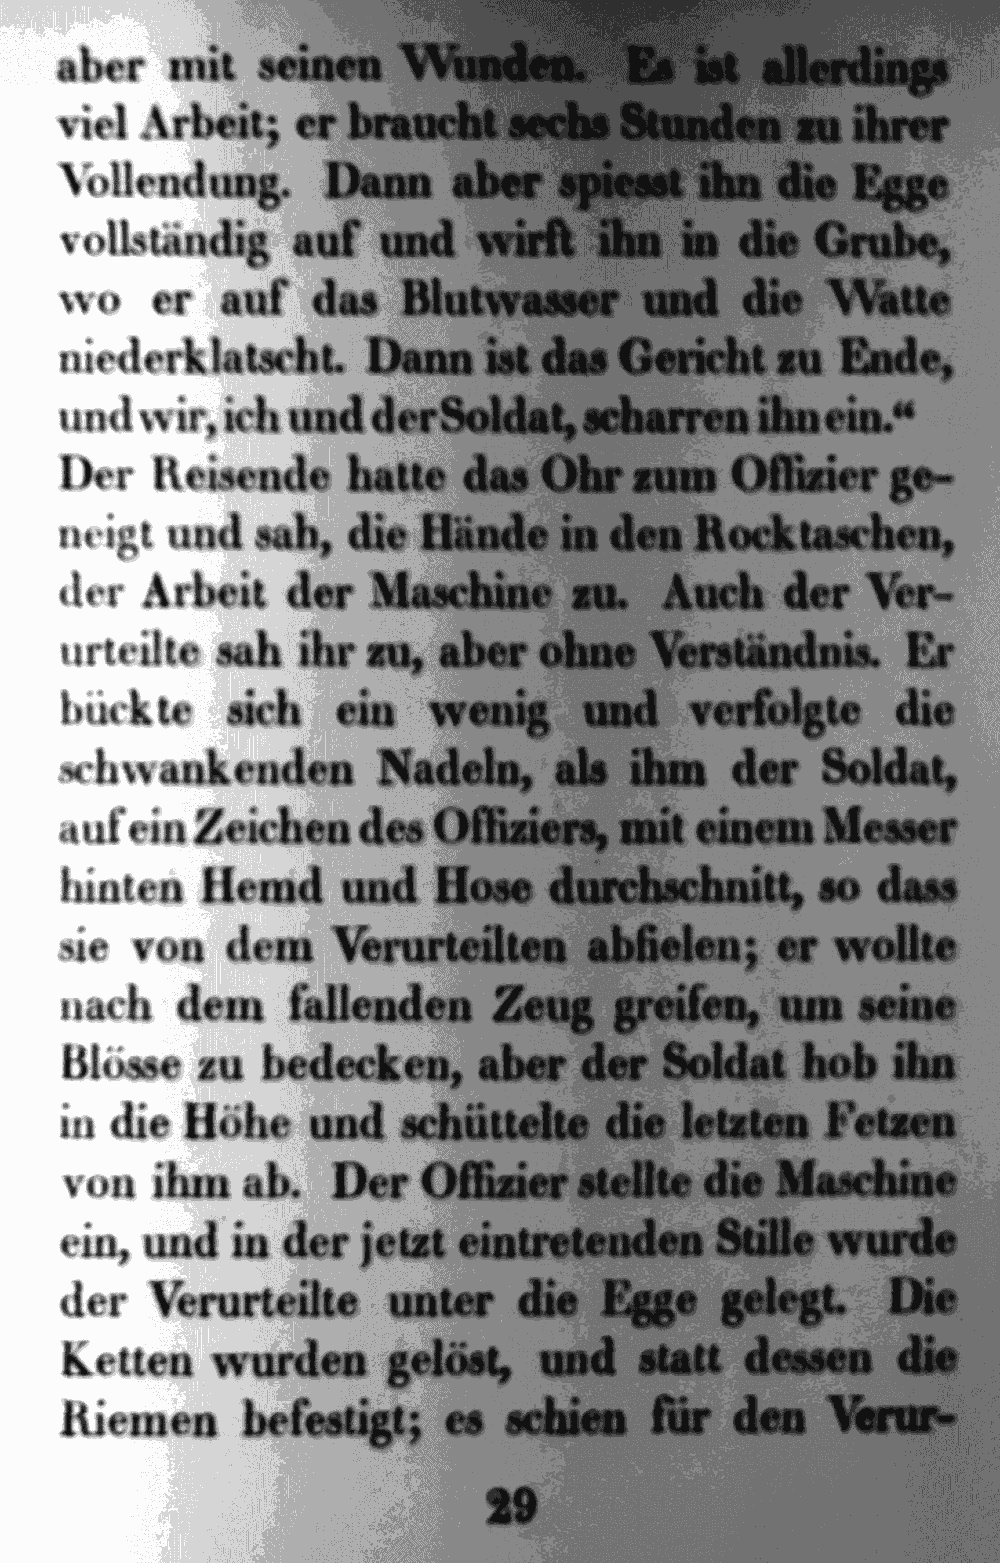 aber mit seinen Wunden. Es ist allerdings
viel Arbeit; er braucht sechs Stunden zu ihrer
Vollendung. Dann aber spiesst ihn die Egge
vollständig auf und wirft ihn in die Grube,
wo er auf das Blutwasser und die Watte
niederklatscht. Dann ist das Gericht zu Ende,
und wir, ich und der Soldat, scharren ihn ein.“
Der Reisende hatte das Ohr zum Offizier ge-
neigt und sah, die Hände in den Rocktaschen,
der Arbeit der Maschine zu. Auch der Ver-
urteilte sah ihr zu, aber ohne Verständnis. Er
bückte sich ein wenig und verfolgte die
schwankenden Nadeln, als ihm der Soldat,
auf ein Zeichen des Offiziers, mit einem Messer
hinten Hemd und Hose durchschnitt, so dass
sie von dem Verurteilten abfielen; er wollte
nach dem fallenden Zeug greifen, um seine
Blösse zu bedecken, aber der Soldat hob ihn
in die Höhe und schüttelte die letzten Fetzen
von ihm ab. Der Offizier stellte die Maschine
ein, und in der jetzt eintretenden Stille wurde
der Verurteilte unter die Egge gelegt. Die
Ketten wurden gelöst, und statt dessen die
Riemen befestigt; es schien für den Verur-
29